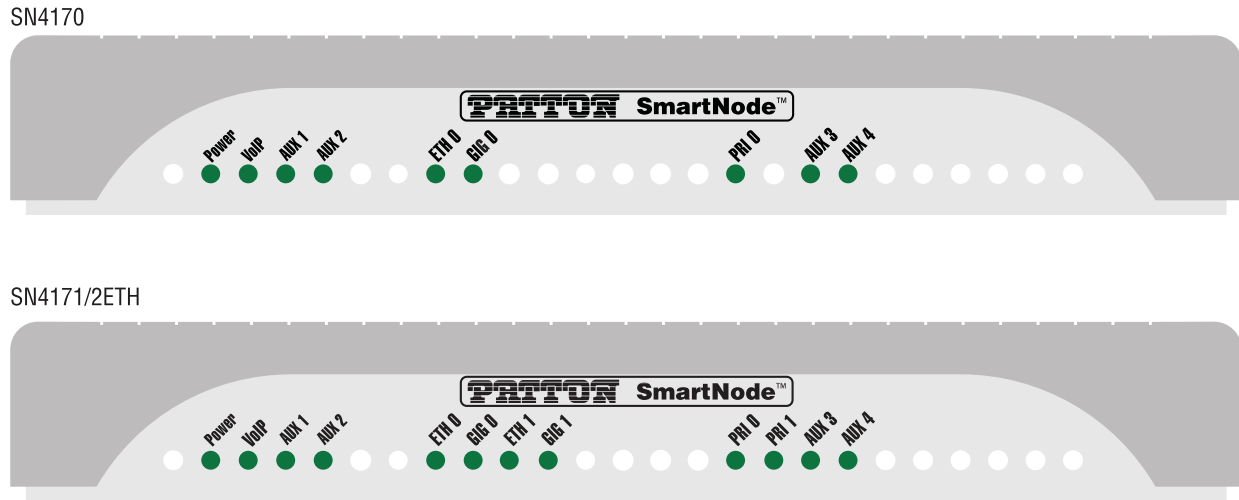 SN4170
PATTON SmartNode™
Power VoIP AUX 1 AUX 2 ETH 0 GIG 0 PRI 0 AUX 3 AUX 4
SN4171/2ETH
PATTON SmartNode™
Power VoIP AUX 1 AUX 2 ETH 0 GIG 0 ETH 1 GIG 1 PRI 0 PRI 1 AUX 3 AUX 4